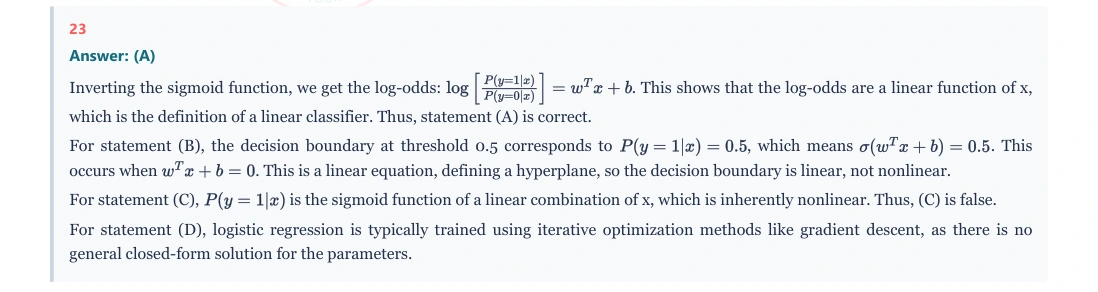 23
Answer: (A)
Inverting the sigmoid function, we get the log-odds: log [P(y=1|x)/P(y=0|x)] = wᵀx + b. This shows that the log-odds are a linear function of x,
which is the definition of a linear classifier. Thus, statement (A) is correct.
For statement (B), the decision boundary at threshold 0.5 corresponds to P(y = 1|x) = 0.5, which means σ(wᵀx + b) = 0.5. This
occurs when wᵀx + b = 0. This is a linear equation, defining a hyperplane, so the decision boundary is linear, not nonlinear.
For statement (C), P(y = 1|x) is the sigmoid function of a linear combination of x, which is inherently nonlinear. Thus, (C) is false.
For statement (D), logistic regression is typically trained using iterative optimization methods like gradient descent, as there is no
general closed-form solution for the parameters.